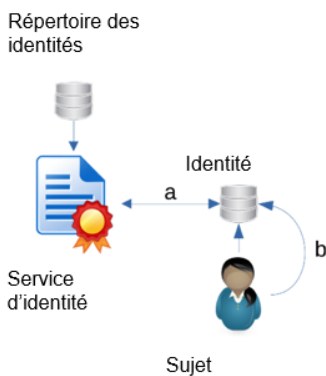 Répertoire des
identités
Identité
a
b
Service
d'identité
Sujet